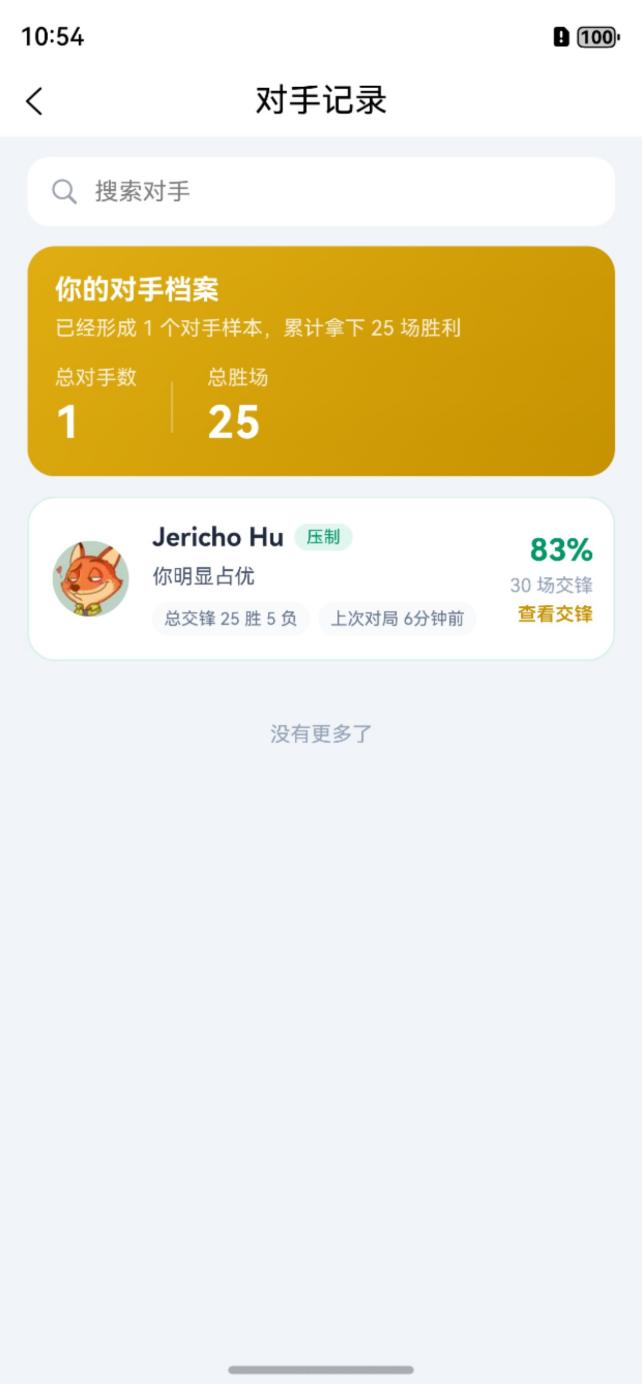 10:54
100
对手记录
搜索对手
你的对手档案
已经形成 1 个对手样本，累计拿下 25 场胜利
总对手数
总胜场
1
25
Jericho Hu
压制
83%
你明显占优
30 场交锋
总交锋 25 胜 5 负
上次对局 6分钟前
查看交锋
没有更多了